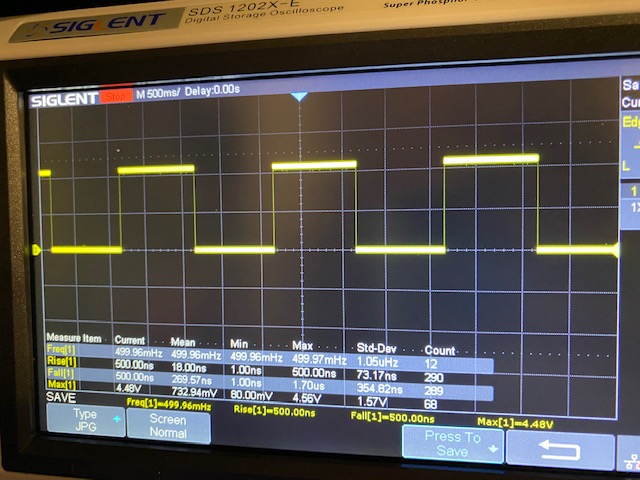 SIGLENT SDS 1202X-E
Digital Storage Oscilloscope
Super Phosphor
SIGLENT Stop M 500ms/ Delay:0.00s
Sa
Cur
Edg
L
1
1X
Measure Item Current Mean Min Max Std-Dev Count
Freq[1] 499.96mHz 499.96mHz 499.96mHz 499.97mHz 1.05uHz 12
Rise[1] 500.00ns 18.00ns 1.00ns 500.00ns 73.17ns 290
Fall[1] 500.00ns 269.57ns 1.00ns 1.70us 354.82ns 289
Max[1] 4.48V 732.94mV 80.00mV 4.56V 1.57V 68
SAVE Freq[1]=499.96mHz Rise[1]=500.00ns Fall[1]=500.00ns Max[1]=4.48V
Type
JPG
Screen
Normal
Press To
Save